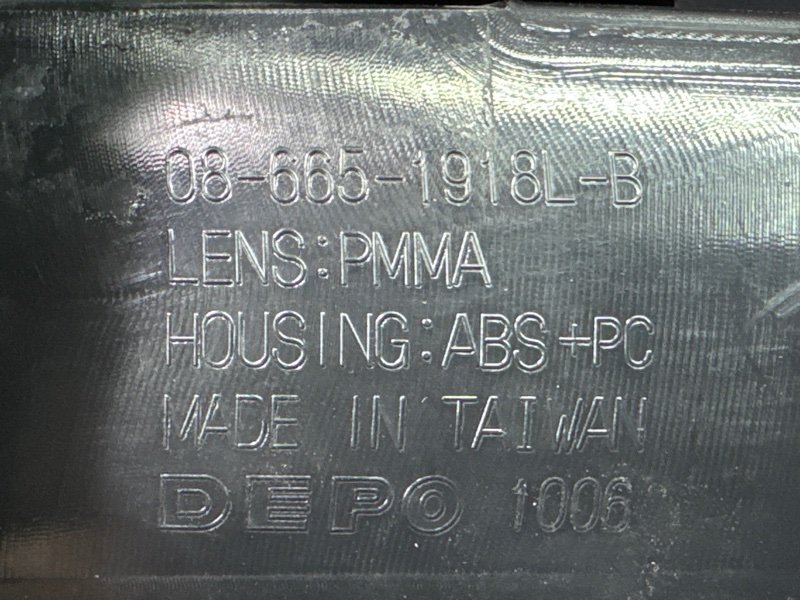 08-665-1918L-B
LENS:PMMA
HOUSING:ABS+PC
MADE IN TAIWAN
DEPO 1006